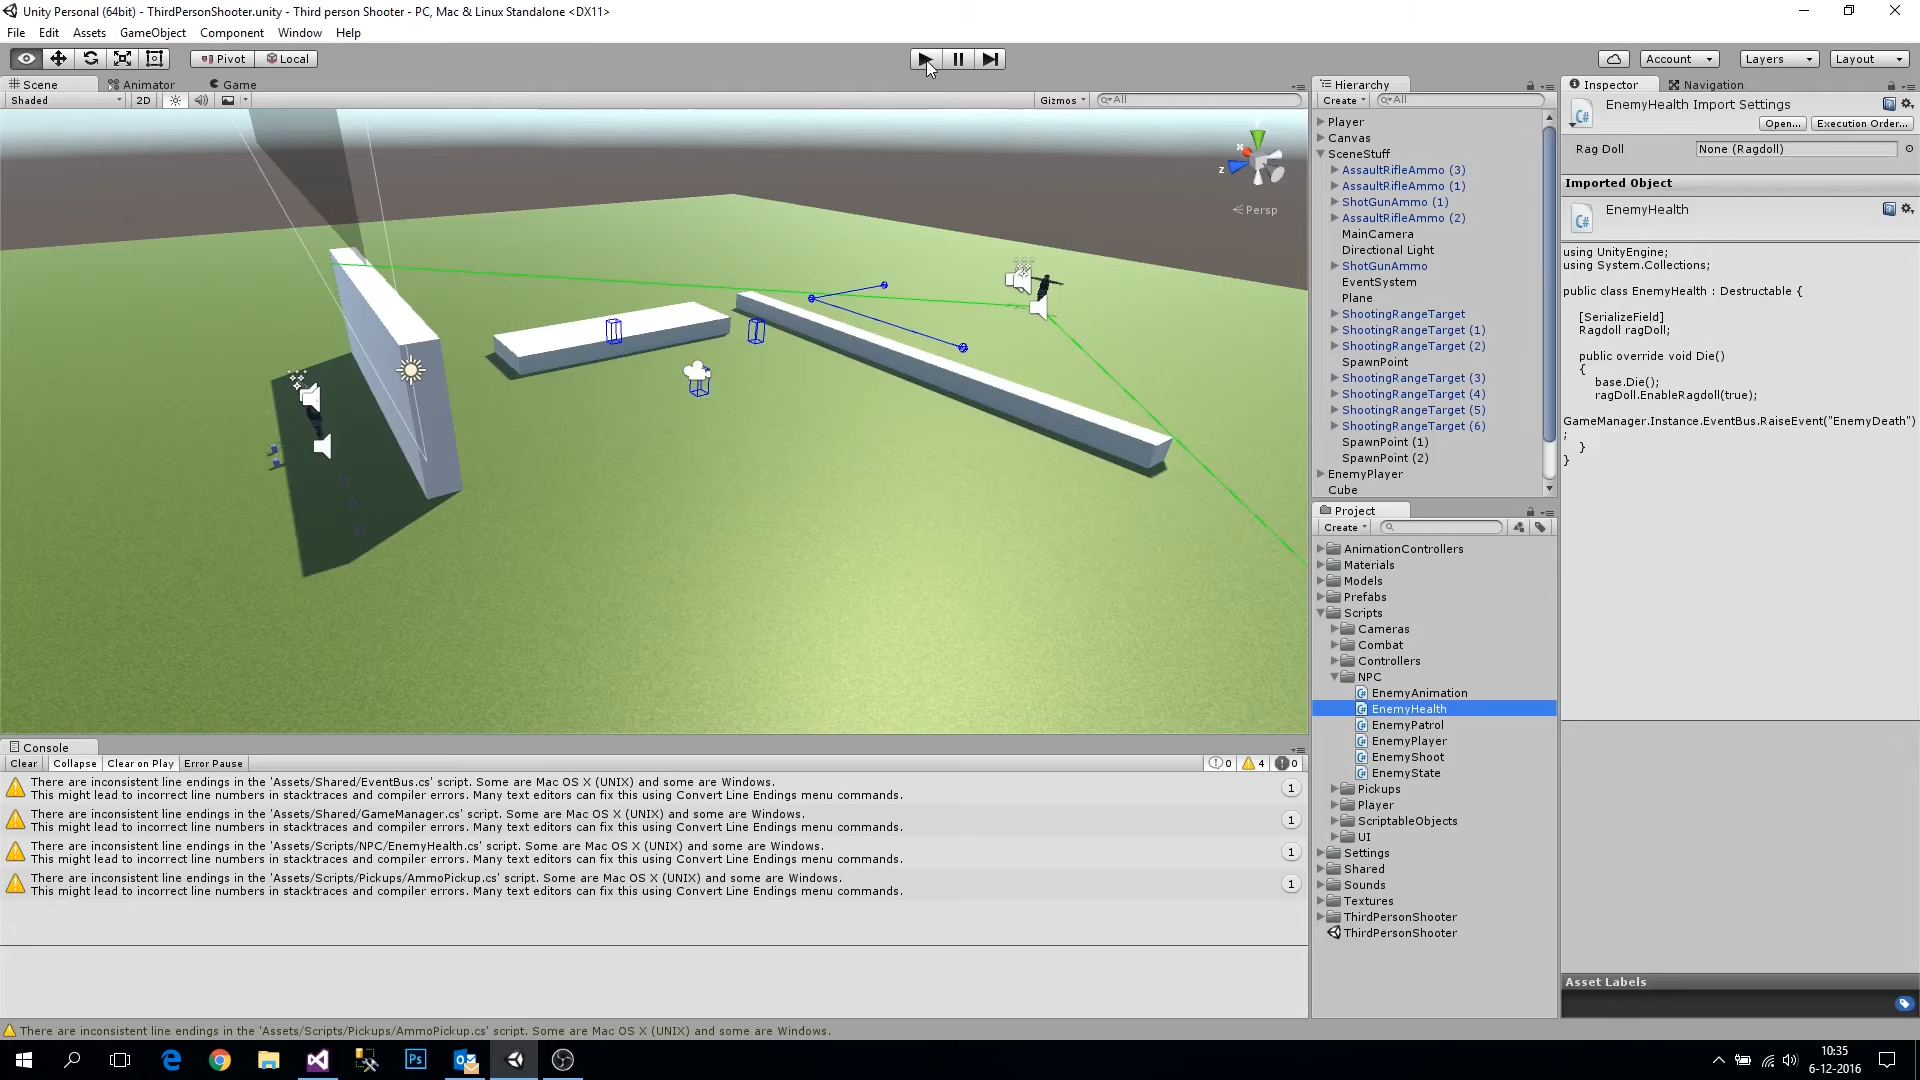 Unity Personal (64bit) - ThirdPersonShooter.unity - Third person Shooter - PC, Mac & Linux Standalone <DX11>
File Edit Assets GameObject Component Window Help
Pivot Local Account Layers Layout
Scene Animator Game
Shaded 2D Gizmos All
x z
Persp
Hierarchy
Create All
Player
Canvas
SceneStuff
AssaultRifleAmmo (3)
AssaultRifleAmmo (1)
ShotGunAmmo (1)
AssaultRifleAmmo (2)
MainCamera
Directional Light
ShotGunAmmo
EventSystem
Plane
ShootingRangeTarget
ShootingRangeTarget (1)
ShootingRangeTarget (2)
SpawnPoint
ShootingRangeTarget (3)
ShootingRangeTarget (4)
ShootingRangeTarget (5)
ShootingRangeTarget (6)
SpawnPoint (1)
SpawnPoint (2)
EnemyPlayer
Cube
Project
Create
AnimationControllers
Materials
Models
Prefabs
Scripts
Cameras
Combat
Controllers
NPC
EnemyAnimation
EnemyHealth
EnemyPatrol
EnemyPlayer
EnemyShoot
EnemyState
Pickups
Player
ScriptableObjects
UI
Settings
Shared
Sounds
Textures
ThirdPersonShooter
ThirdPersonShooter
Inspector Navigation
EnemyHealth Import Settings
Open... Execution Order...
Rag Doll None (Ragdoll)
Imported Object
EnemyHealth
using UnityEngine;
using System.Collections;
public class EnemyHealth : Destructable {
[SerializeField]
Ragdoll ragDoll;
public override void Die()
{
base.Die();
ragDoll.EnableRagdoll(true);
GameManager.Instance.EventBus.RaiseEvent("EnemyDeath")
;
}
}
Asset Labels
Console
Clear Collapse Clear on Play Error Pause 0 4 0
There are inconsistent line endings in the 'Assets/Shared/EventBus.cs' script. Some are Mac OS X (UNIX) and some are Windows.
This might lead to incorrect line numbers in stacktraces and compiler errors. Many text editors can fix this using Convert Line Endings menu commands. 1
There are inconsistent line endings in the 'Assets/Shared/GameManager.cs' script. Some are Mac OS X (UNIX) and some are Windows.
This might lead to incorrect line numbers in stacktraces and compiler errors. Many text editors can fix this using Convert Line Endings menu commands. 1
There are inconsistent line endings in the 'Assets/Scripts/NPC/EnemyHealth.cs' script. Some are Mac OS X (UNIX) and some are Windows.
This might lead to incorrect line numbers in stacktraces and compiler errors. Many text editors can fix this using Convert Line Endings menu commands. 1
There are inconsistent line endings in the 'Assets/Scripts/Pickups/AmmoPickup.cs' script. Some are Mac OS X (UNIX) and some are Windows.
This might lead to incorrect line numbers in stacktraces and compiler errors. Many text editors can fix this using Convert Line Endings menu commands. 1
There are inconsistent line endings in the 'Assets/Scripts/Pickups/AmmoPickup.cs' script. Some are Mac OS X (UNIX) and some are Windows.
Ps
10:35
6-12-2016